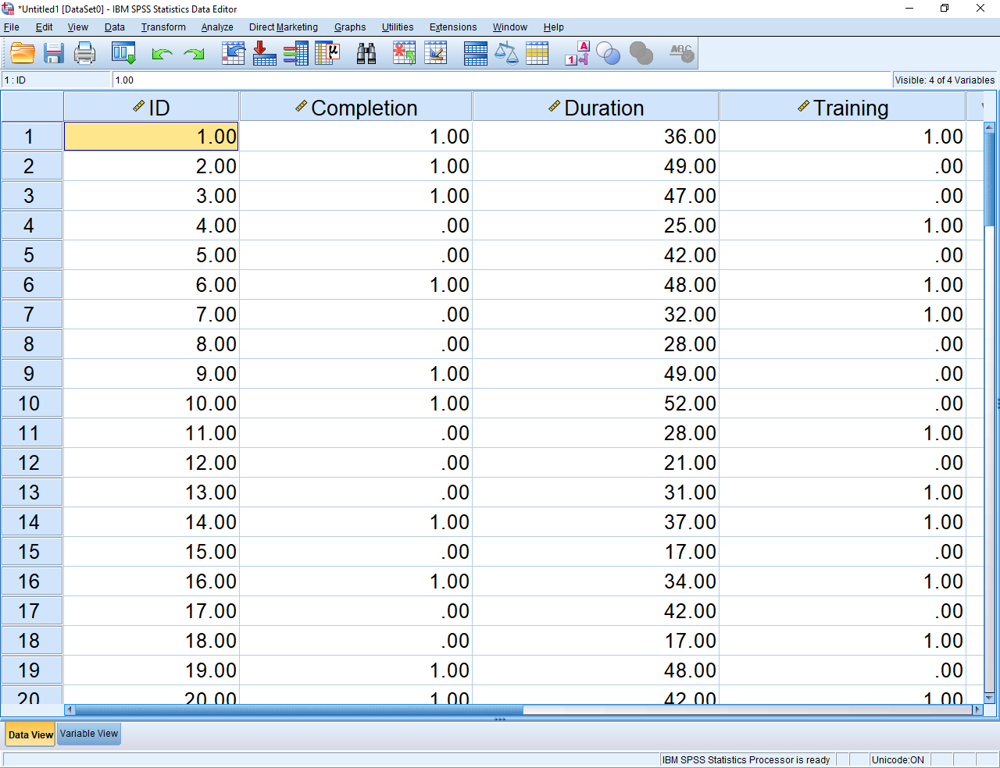 *Untitled1 [DataSet0] - IBM SPSS Statistics Data Editor
File Edit View Data Transform Analyze Direct Marketing Graphs Utilities Extensions Window Help
1 : ID 1.00 Visible: 4 of 4 Variables
ID Completion Duration Training
1 1.00 1.00 36.00 1.00
2 2.00 1.00 49.00 .00
3 3.00 1.00 47.00 .00
4 4.00 .00 25.00 1.00
5 5.00 .00 42.00 .00
6 6.00 1.00 48.00 1.00
7 7.00 .00 32.00 1.00
8 8.00 .00 28.00 .00
9 9.00 1.00 49.00 .00
10 10.00 1.00 52.00 .00
11 11.00 .00 28.00 1.00
12 12.00 .00 21.00 .00
13 13.00 .00 31.00 1.00
14 14.00 1.00 37.00 1.00
15 15.00 .00 17.00 .00
16 16.00 1.00 34.00 1.00
17 17.00 .00 42.00 .00
18 18.00 .00 17.00 1.00
19 19.00 1.00 48.00 .00
20 20.00 1.00 42.00 1.00
Data View Variable View
IBM SPSS Statistics Processor is ready Unicode:ON